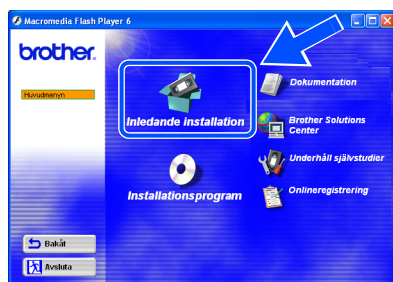 Macromedia Flash Player 6
brother.
Huvudmenyn
Inledande installation
Installationsprogram
Dokumentation
Brother Solutions
Center
Underhåll självstudier
Onlineregistrering
Bakåt
Avsluta